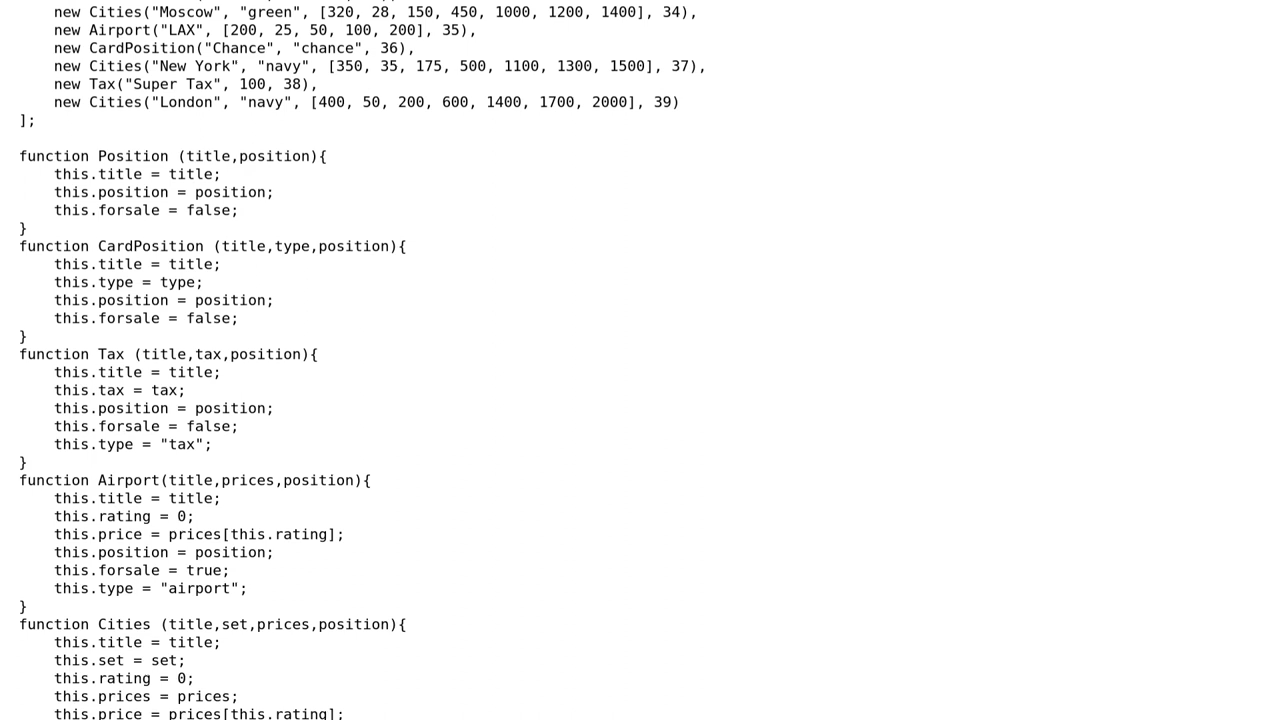 new Cities("Moscow", "green", [320, 28, 150, 450, 1000, 1200, 1400], 34),
new Airport("LAX", [200, 25, 50, 100, 200], 35),
new CardPosition("Chance", "chance", 36),
new Cities("New York", "navy", [350, 35, 175, 500, 1100, 1300, 1500], 37),
new Tax("Super Tax", 100, 38),
new Cities("London", "navy", [400, 50, 200, 600, 1400, 1700, 2000], 39)
];
function Position (title,position){
this.title = title;
this.position = position;
this.forsale = false;
}
function CardPosition (title,type,position){
this.title = title;
this.type = type;
this.position = position;
this.forsale = false;
}
function Tax (title,tax,position){
this.title = title;
this.tax = tax;
this.position = position;
this.forsale = false;
this.type = "tax";
}
function Airport(title,prices,position){
this.title = title;
this.rating = 0;
this.price = prices[this.rating];
this.position = position;
this.forsale = true;
this.type = "airport";
}
function Cities (title,set,prices,position){
this.title = title;
this.set = set;
this.rating = 0;
this.prices = prices;
this.price = prices[this.rating];